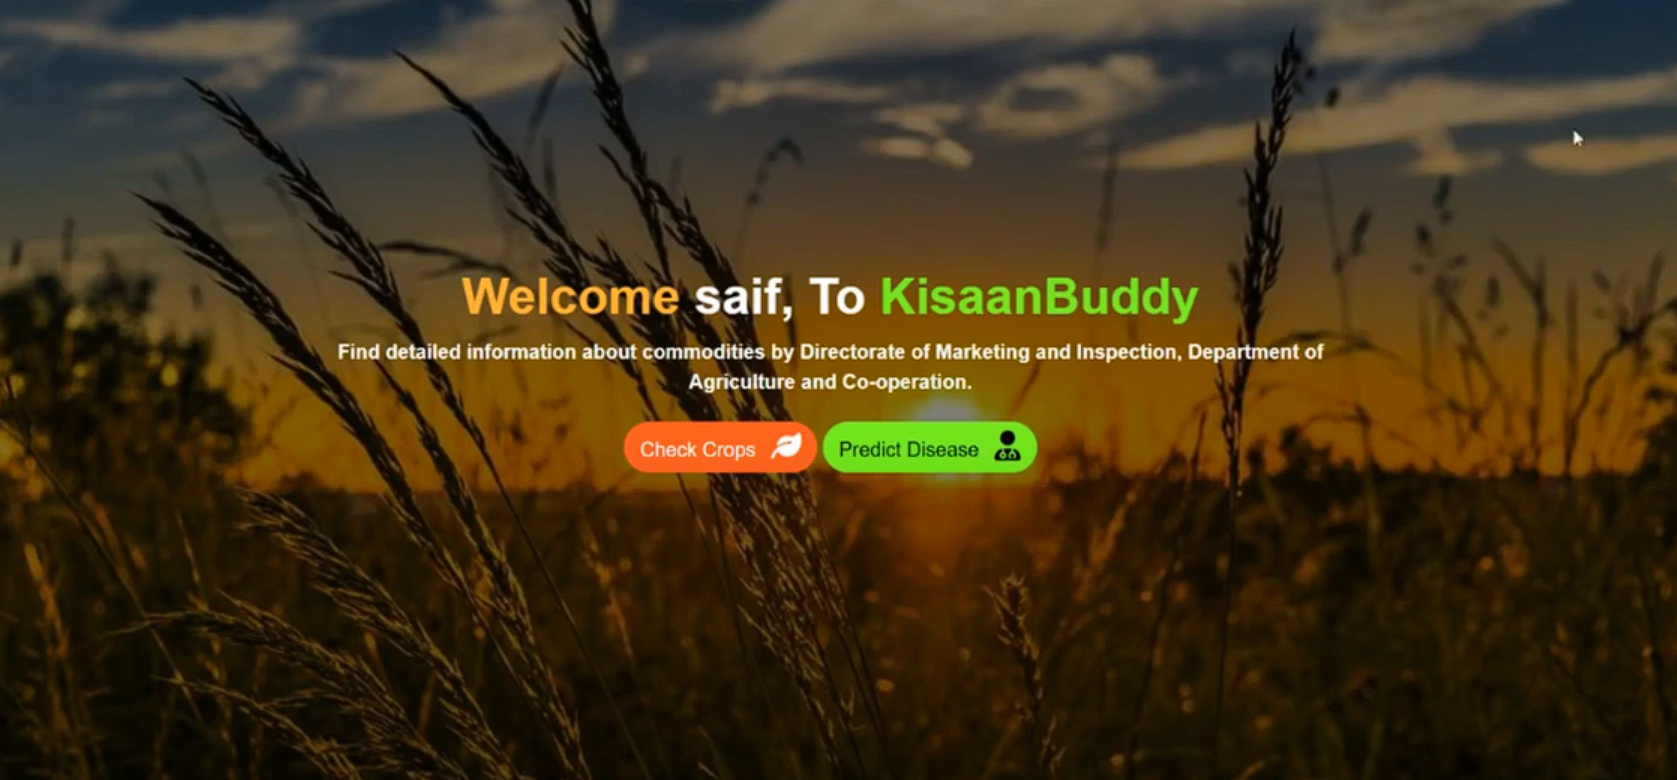 Welcome saif, To KisaanBuddy
Find detailed information about commodities by Directorate of Marketing and Inspection, Department of
Agriculture and Co-operation.
Check Crops
Predict Disease